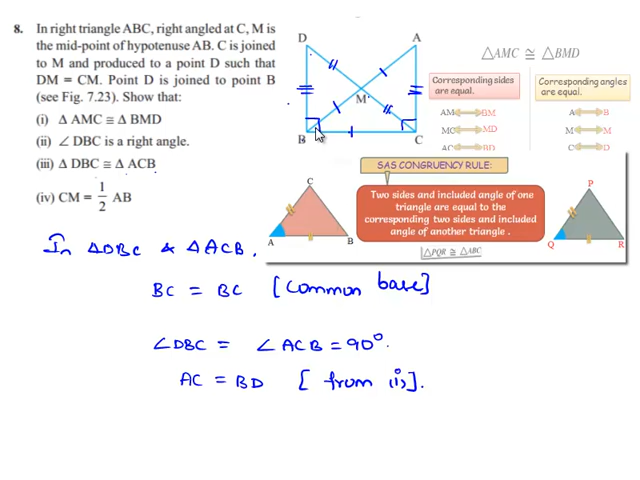 8. In right triangle ABC, right angled at C, M is
the mid-point of hypotenuse AB. C is joined
to M and produced to a point D such that
DM = CM. Point D is joined to point B
(see Fig. 7.23). Show that:
(i) Δ AMC ≅ Δ BMD
(ii) ∠ DBC is a right angle.
(iii) Δ DBC ≅ Δ ACB
(iv) CM = 1/2 AB
D
A
M
B
C
△AMC ≅ △BMD
Corresponding sides are equal.
Corresponding angles are equal.
AM BM
A B
MC MD
M M
AC BD
C D
SAS CONGRUENCY RULE:
Two sides and included angle of one
triangle are equal to the
corresponding two sides and included
angle of another triangle .
△PQR ≅ △ABC
C
A
B
P
Q
R
In ΔDBC & ΔACB.
BC = BC [Common base]
∠DBC = ∠ACB = 90°.
AC = BD [from (i)].